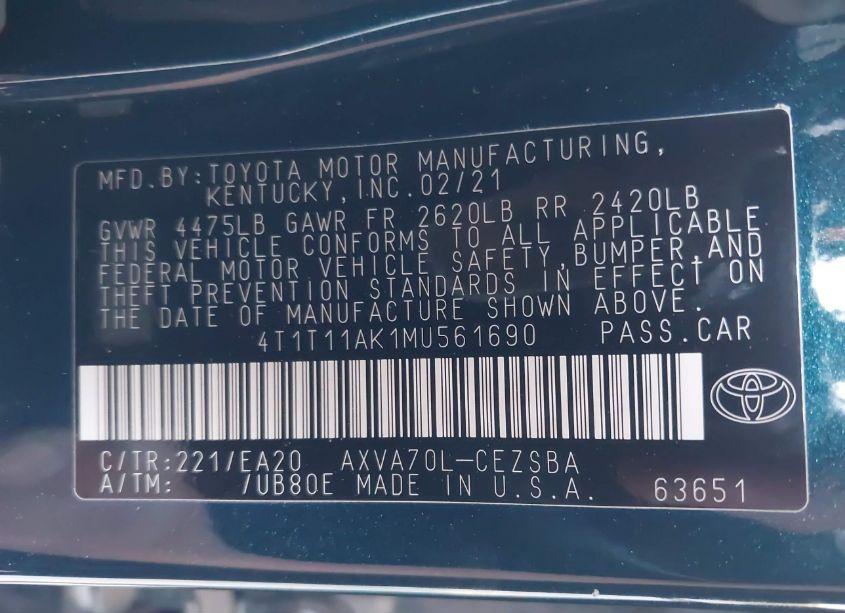 MFD.BY:TOYOTA MOTOR MANUFACTURING,
KENTUCKY,INC.02/21
GVWR 4475LB GAWR FR 2620LB RR 2420LB
THIS VEHICLE CONFORMS TO ALL APPLICABLE
FEDERAL MOTOR VEHICLE SAFETY,BUMPER,AND
THEFT PREVENTION STANDARDS IN EFFECT ON
THE DATE OF MANUFACTURE SHOWN ABOVE.
4T1T11AK1MU561690 PASS.CAR
C/TR:221/EA20 AXVA70L-CEZSBA
A/TM: /UB80E MADE IN U.S.A. 63651